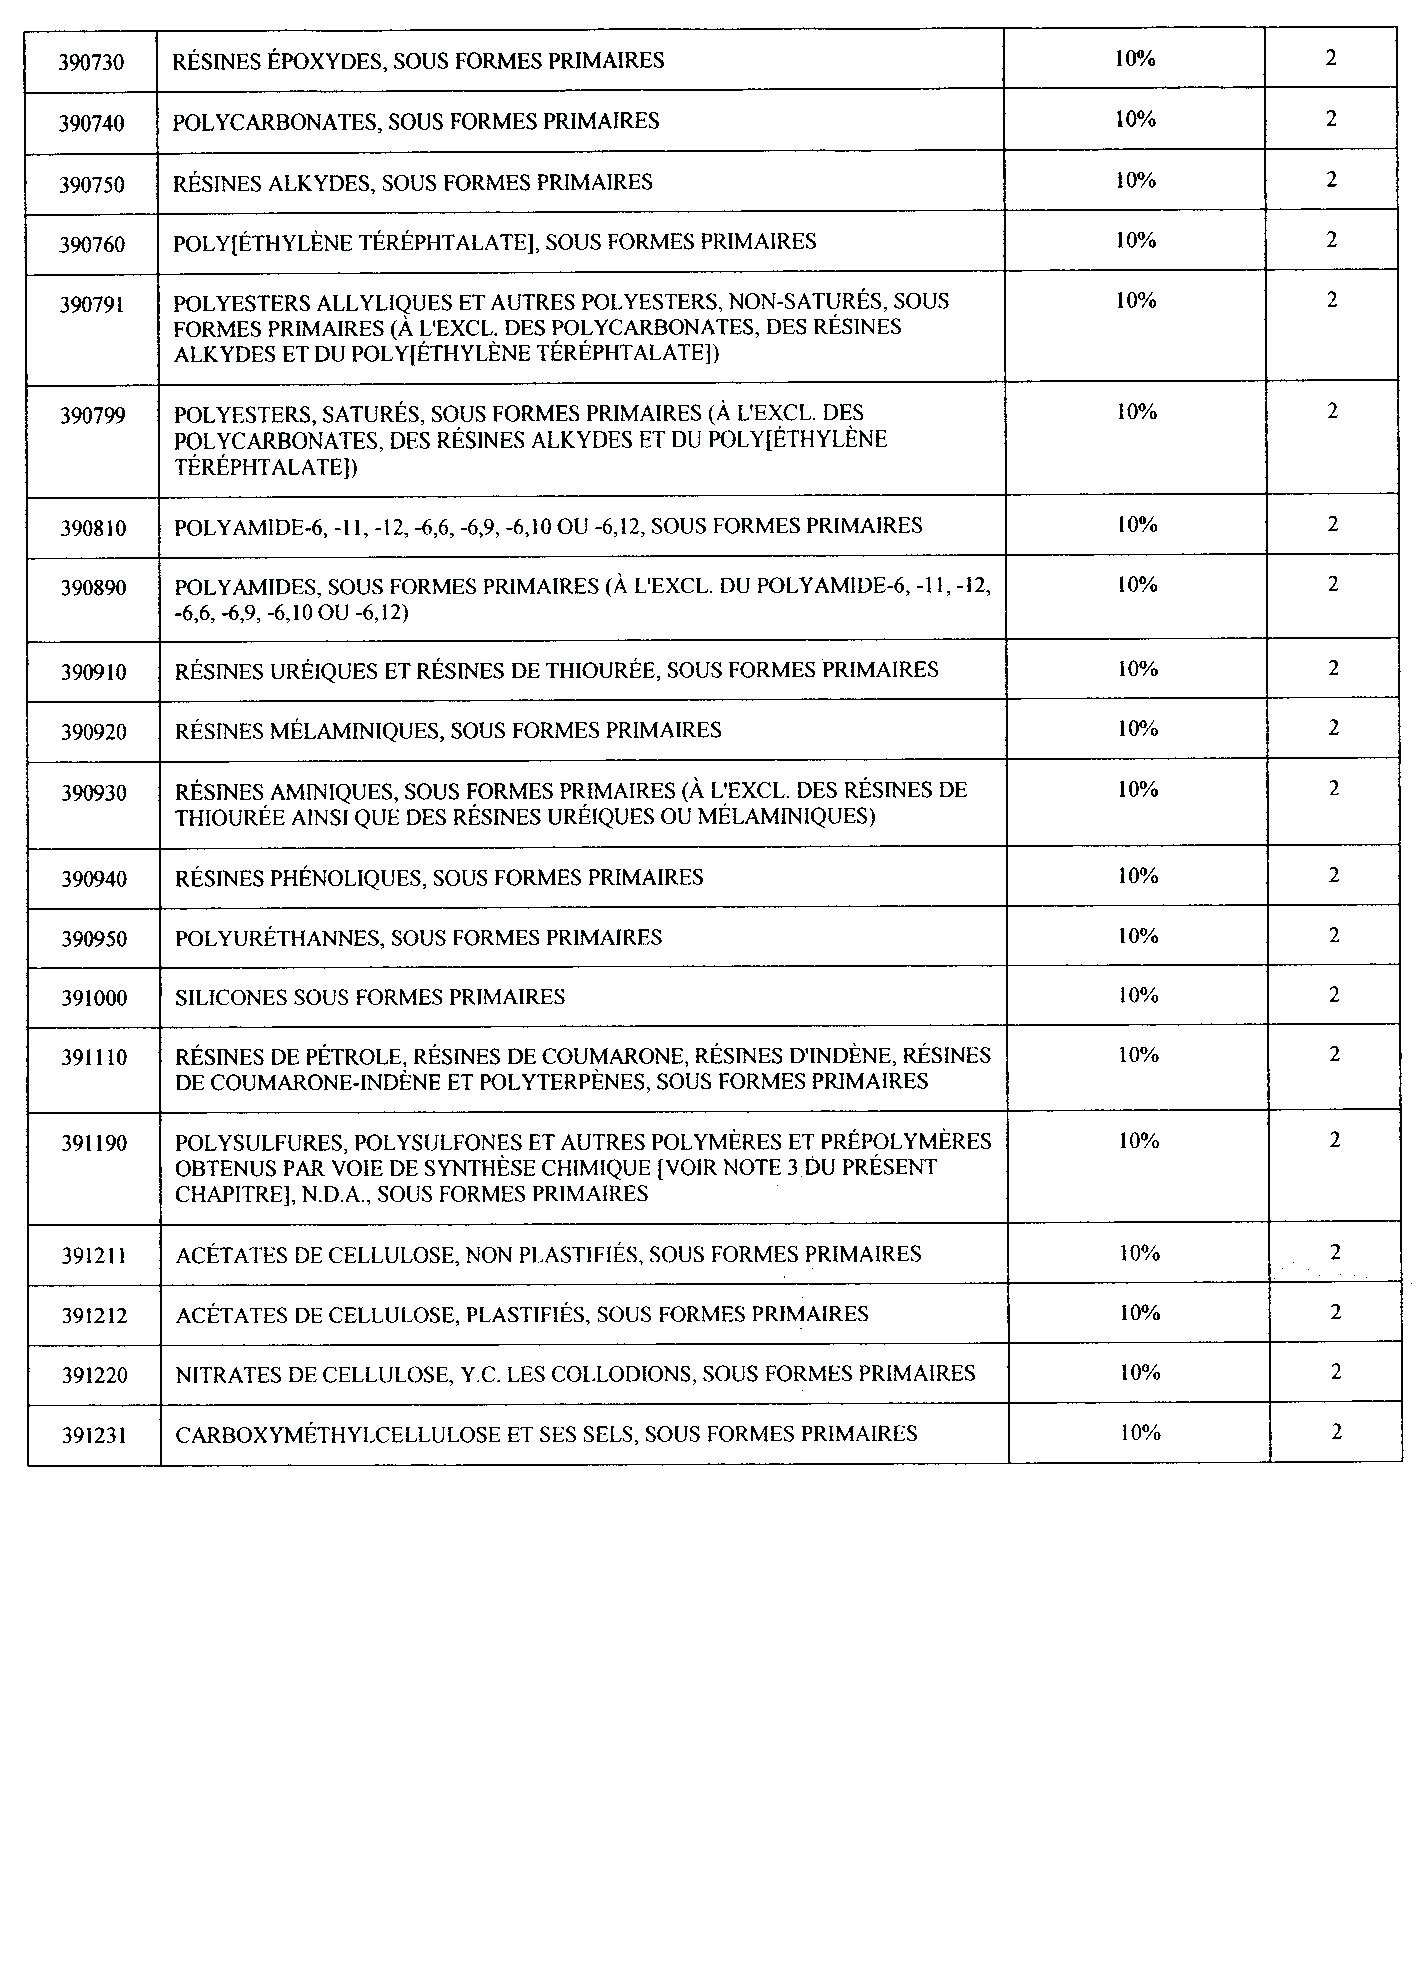 390730 RÉSINES ÉPOXYDES, SOUS FORMES PRIMAIRES 10% 2
390740 POLYCARBONATES, SOUS FORMES PRIMAIRES 10% 2
390750 RÉSINES ALKYDES, SOUS FORMES PRIMAIRES 10% 2
390760 POLY[ÉTHYLÈNE TÉRÉPHTALATE], SOUS FORMES PRIMAIRES 10% 2
390791 POLYESTERS ALLYLIQUES ET AUTRES POLYESTERS, NON-SATURÉS, SOUS 10% 2
FORMES PRIMAIRES (À L'EXCL. DES POLYCARBONATES, DES RÉSINES
ALKYDES ET DU POLY[ÉTHYLÈNE TÉRÉPHTALATE])
390799 POLYESTERS, SATURÉS, SOUS FORMES PRIMAIRES (À L'EXCL. DES 10% 2
POLYCARBONATES, DES RÉSINES ALKYDES ET DU POLY[ÉTHYLÈNE
TÉRÉPHTALATE])
390810 POLYAMIDE-6, -11, -12, -6,6, -6,9, -6,10 OU -6,12, SOUS FORMES PRIMAIRES 10% 2
390890 POLYAMIDES, SOUS FORMES PRIMAIRES (À L'EXCL. DU POLYAMIDE-6, -11, -12, 10% 2
-6,6, -6,9, -6,10 OU -6,12)
390910 RÉSINES URÉIQUES ET RÉSINES DE THIOURÉE, SOUS FORMES PRIMAIRES 10% 2
390920 RÉSINES MÉLAMINIQUES, SOUS FORMES PRIMAIRES 10% 2
390930 RÉSINES AMINIQUES, SOUS FORMES PRIMAIRES (À L'EXCL. DES RÉSINES DE 10% 2
THIOURÉE AINSI QUE DES RÉSINES URÉIQUES OU MÉLAMINIQUES)
390940 RÉSINES PHÉNOLIQUES, SOUS FORMES PRIMAIRES 10% 2
390950 POLYURÉTHANNES, SOUS FORMES PRIMAIRES 10% 2
391000 SILICONES SOUS FORMES PRIMAIRES 10% 2
391110 RÉSINES DE PÉTROLE, RÉSINES DE COUMARONE, RÉSINES D'INDÈNE, RÉSINES 10% 2
DE COUMARONE-INDÈNE ET POLYTERPÈNES, SOUS FORMES PRIMAIRES
391190 POLYSULFURES, POLYSULFONES ET AUTRES POLYMÈRES ET PRÉPOLYMÈRES 10% 2
OBTENUS PAR VOIE DE SYNTHÈSE CHIMIQUE [VOIR NOTE 3 DU PRÉSENT
CHAPITRE], N.D.A., SOUS FORMES PRIMAIRES
391211 ACÉTATES DE CELLULOSE, NON PLASTIFIÉS, SOUS FORMES PRIMAIRES 10% 2
391212 ACÉTATES DE CELLULOSE, PLASTIFIÉS, SOUS FORMES PRIMAIRES 10% 2
391220 NITRATES DE CELLULOSE, Y.C. LES COLLODIONS, SOUS FORMES PRIMAIRES 10% 2
391231 CARBOXYMÉTHYLCELLULOSE ET SES SELS, SOUS FORMES PRIMAIRES 10% 2